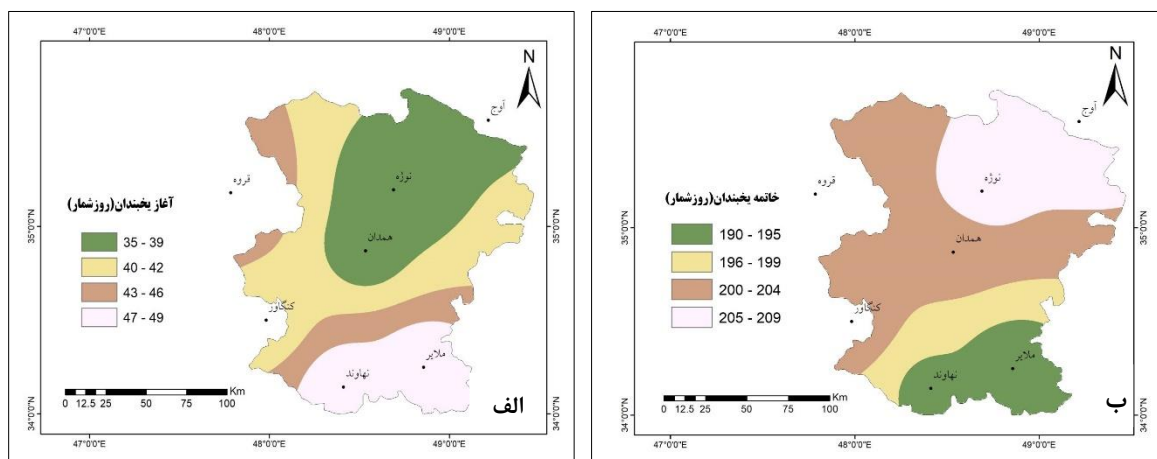 47°0'0"E 48°0'0"E 49°0'0"E
N
آوج
نوژه
قروه
همدان
کنگاور
ملایر
نهاوند
آغاز یخبندان(روزشمار)
35 - 39
40 - 42
43 - 46
47 - 49
Km
0 12.5 25 50 75 100
35°0'0"N
34°0'0"N
35°0'0"N
34°0'0"N
الف
47°0'0"E 48°0'0"E 49°0'0"E
47°0'0"E 48°0'0"E 49°0'0"E
N
آوج
نوژه
قروه
همدان
کنگاور
ملایر
نهاوند
خاتمه یخبندان(روزشمار)
190 - 195
196 - 199
200 - 204
205 - 209
Km
0 12.5 25 50 75 100
35°0'0"N
34°0'0"N
35°0'0"N
34°0'0"N
ب
47°0'0"E 48°0'0"E 49°0'0"E